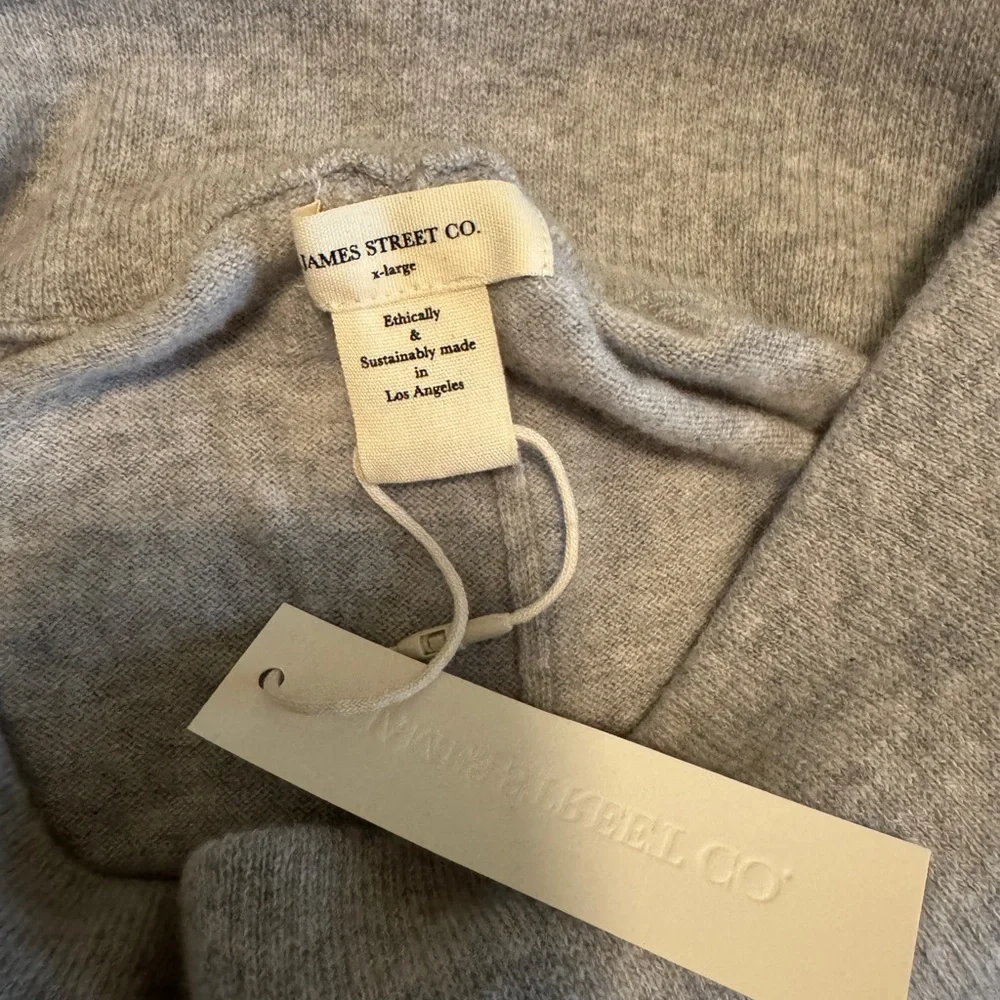 JAMES STREET CO.
x-large
Ethically
&
Sustainably made
in
Los Angeles
JAMES STREET CO.